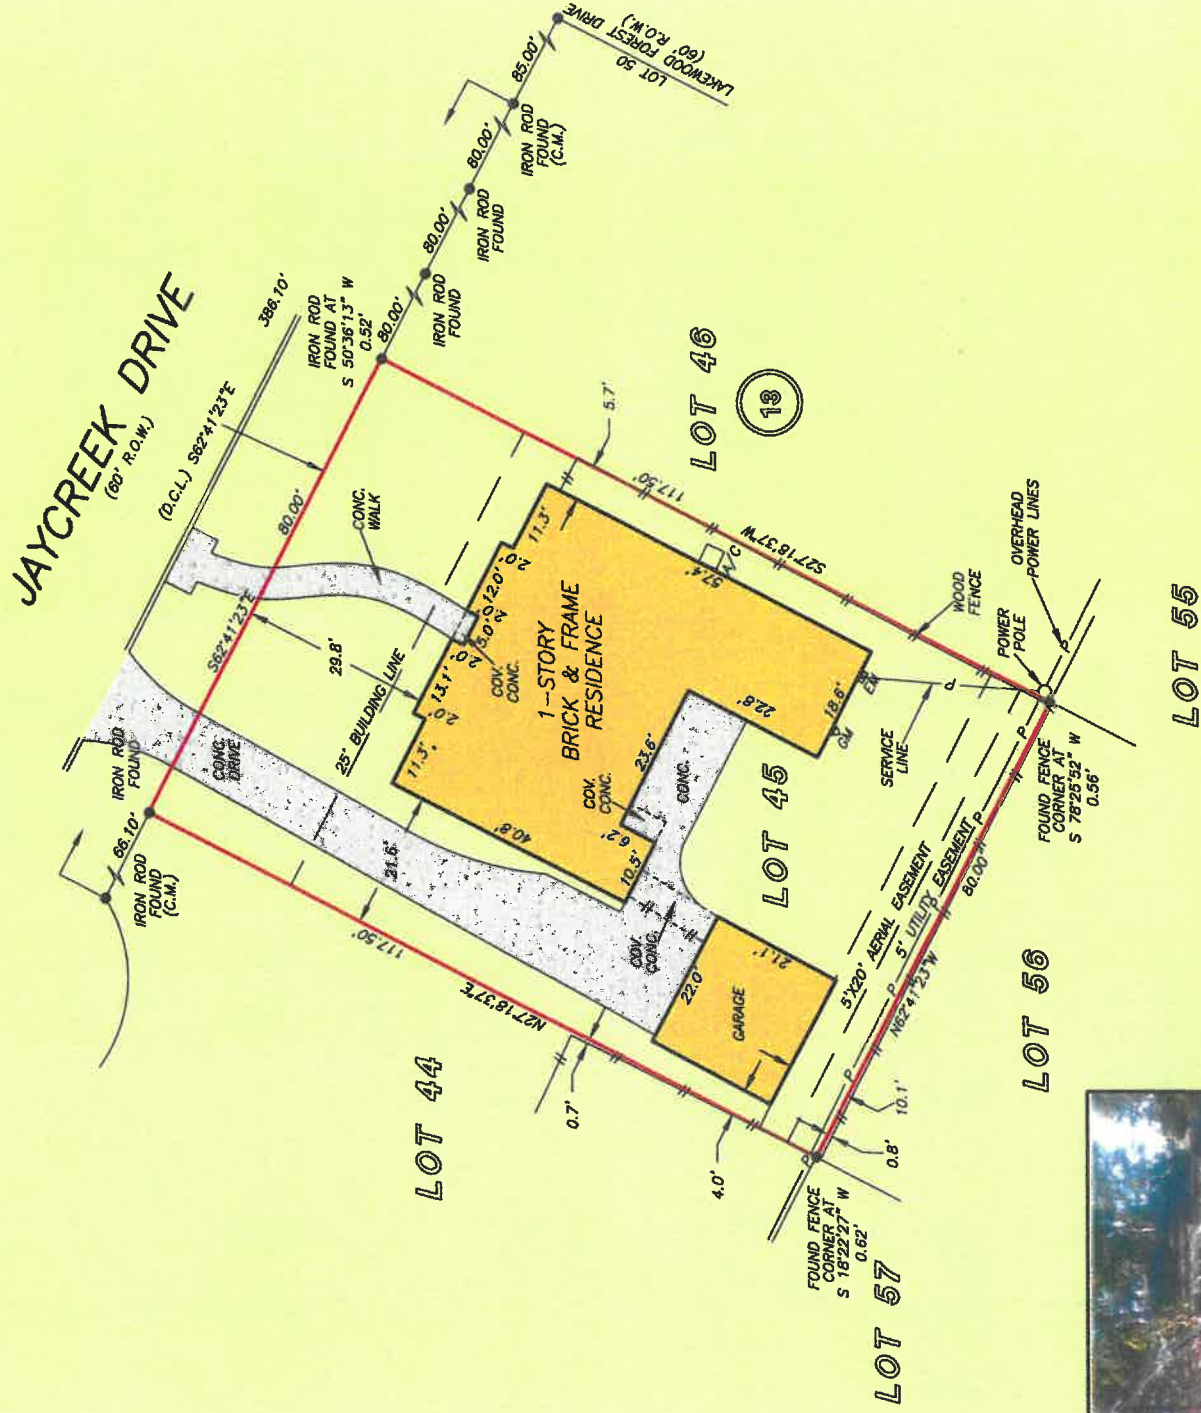 JAYCREEK DRIVE
(60' R.O.W.)
(D.C.L.) S62°41'23"E
386.10'
LAKEWOOD FOREST DRIVE
(60' R.O.W.)
LOT 50
85.00'
80.00'
80.00'
80.00'
IRON ROD
FOUND
(C.M.)
IRON ROD
FOUND
IRON ROD
FOUND
IRON ROD
FOUND AT
S 50°36'13" W
0.52'
66.10'
IRON ROD
FOUND
(C.M.)
IRON ROD
FOUND
S62°41'23"E
80.00'
CONC.
WALK
CONC.
DRIVE
29.8'
25' BUILDING LINE
21.6'
11.3'
2.0'
13.1'
2.0'
5.0'
12.0'
2.0'
11.3'
COV.
CONC.
1-STORY
BRICK & FRAME
RESIDENCE
57.4'
A/C
5.7'
117.50'
S27°18'37"W
LOT 46
13
WOOD
FENCE
40.8'
10.5'
6.2'
23.6'
22.8'
18.6'
COV.
CONC.
CONC.
COV.
CONC.
GM
EM
SERVICE
LINE
P
POWER
POLE
OVERHEAD
POWER LINES
P
LOT 45
117.50'
N27°18'37"E
LOT 44
0.7'
4.0'
22.0'
21.1'
GARAGE
5'X20' AERIAL EASEMENT
5' UTILITY EASEMENT
P P P P P P P
N62°41'23"W
80.00'
10.1'
0.8'
FOUND FENCE
CORNER AT
S 78°25'52" W
0.56'
FOUND FENCE
CORNER AT
S 18°22'27" W
0.62'
LOT 57
LOT 56
LOT 55